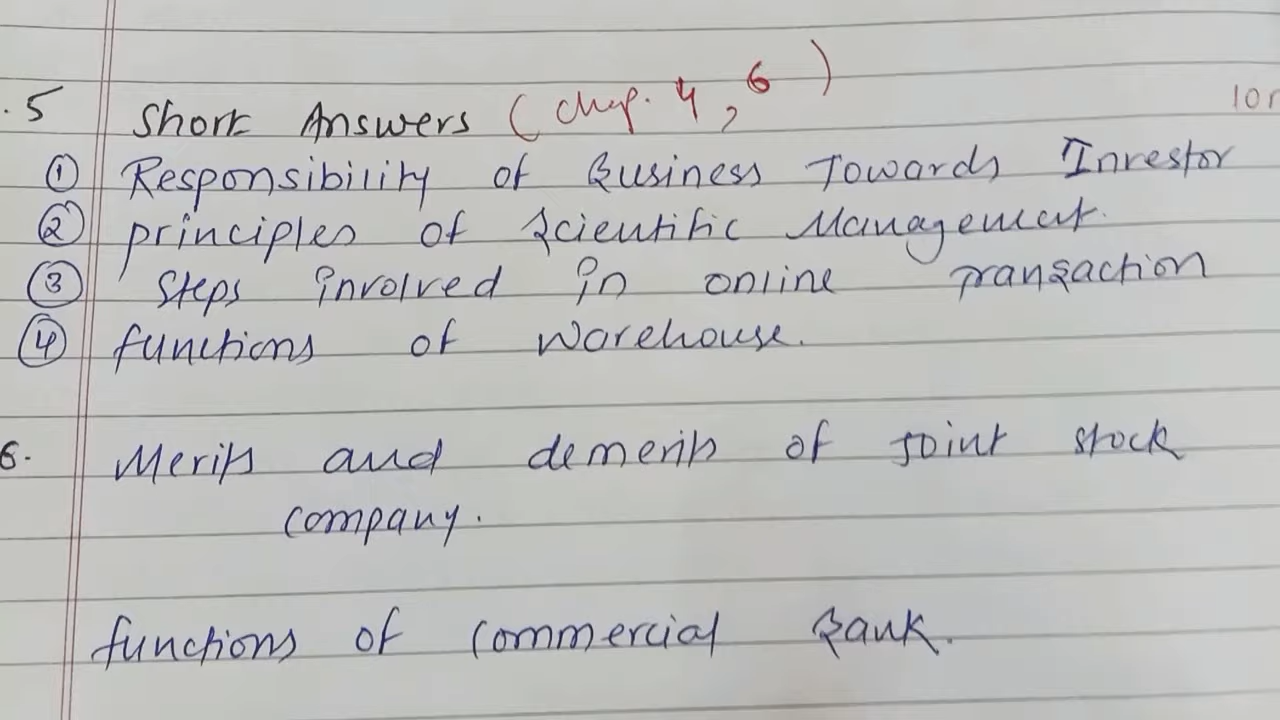 .5 Short Answers (chap. 4, 6)
① Responsibility of Business Towards Investor
② principles of Scientific Management.
③ Steps involved in online Transaction
④ functions of Warehouse.
6. Merits and demerits of Joint stock
company.
functions of Commercial Bank.